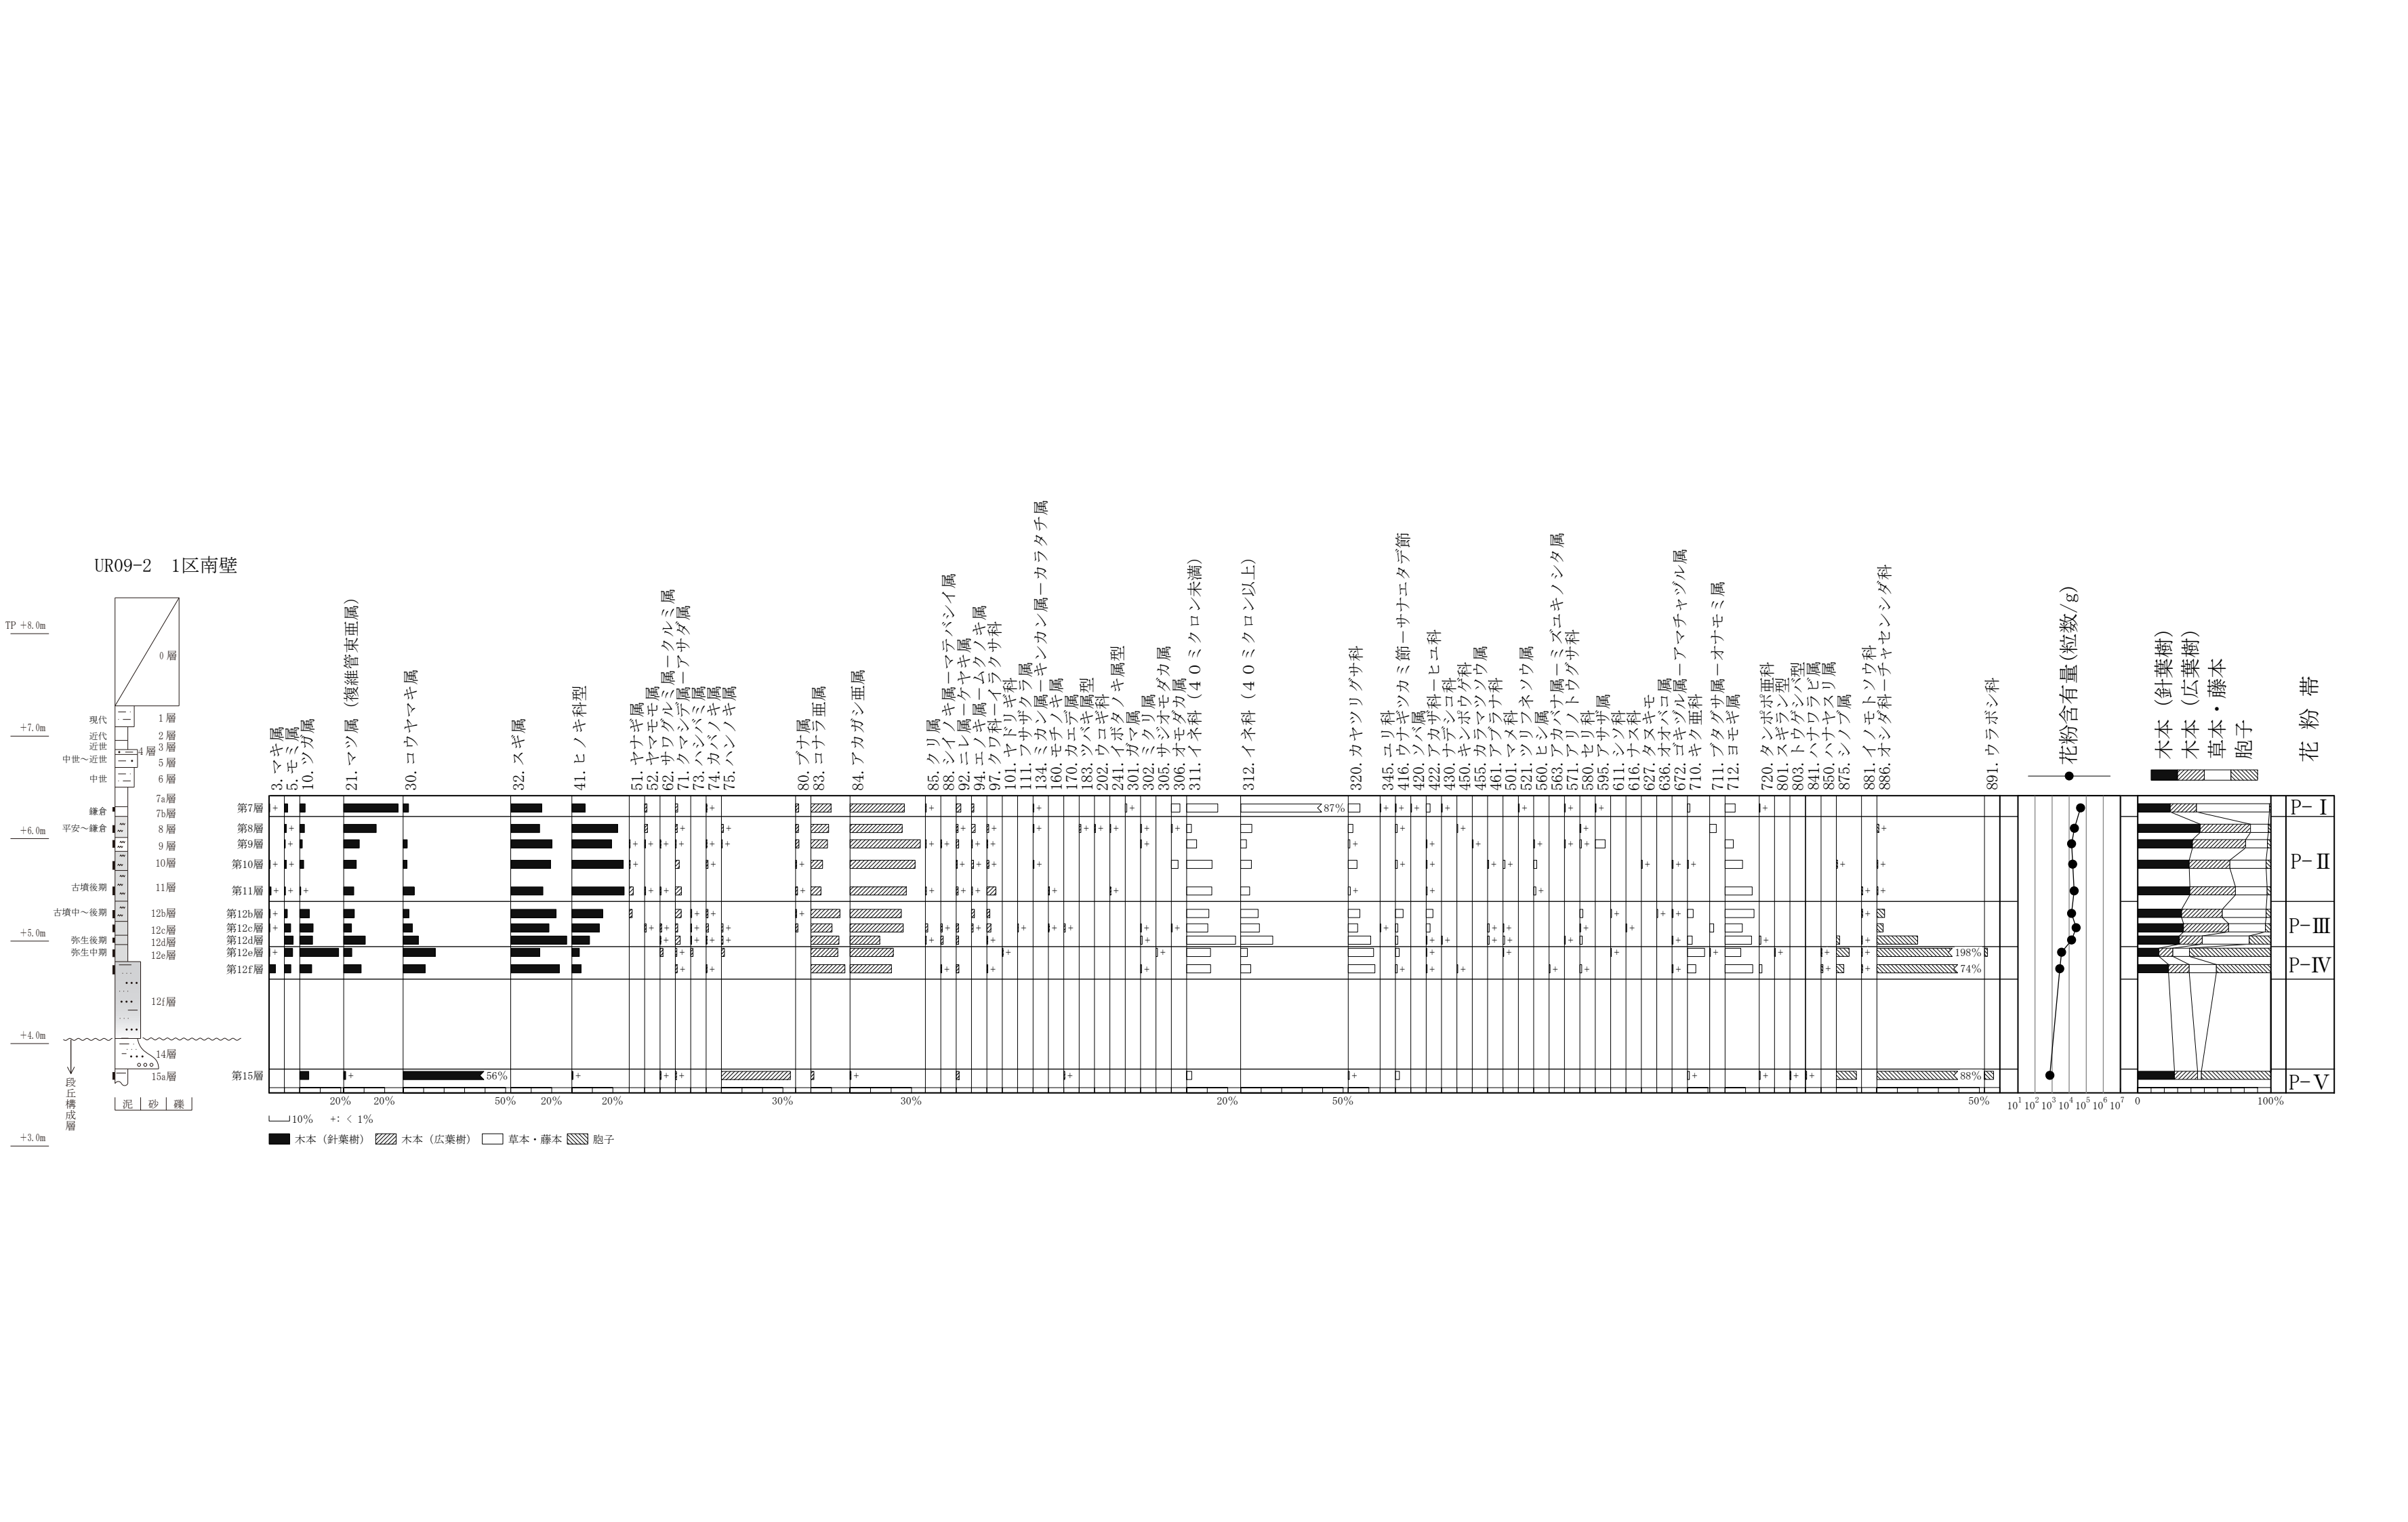 UR09-2　1区南壁
TP +8.0m
+7.0m
+6.0m
+5.0m
+4.0m
+3.0m
現代
近代
近世
中世～近世
中世
鎌倉
平安～鎌倉
古墳後期
古墳中～後期
弥生後期
弥生中期
段丘構成層
0層
1層
2層
3層
4層
5層
6層
7a層
7b層
8層
9層
10層
11層
12b層
12c層
12d層
12e層
12f層
14層
15a層
泥 砂 礫
第7層
第8層
第9層
第10層
第11層
第12b層
第12c層
第12d層
第12e層
第12f層
第15層
3. マキ属
5. モミ属
10. ツガ属
21. マツ属（複維管束亜属）
30. コウヤマキ属
32. スギ属
41. ヒノキ科型
51. ヤナギ属
52. ヤマモモ属
62. サワグルミ属－クルミ属
71. クマシデ属－アサダ属
73. ハシバミ属
74. カバノキ属
75. ハンノキ属
80. ブナ属
83. コナラ亜属
84. アカガシ亜属
85. クリ属
88. シイノキ属－マテバシイ属
92. ニレ属－ケヤキ属
94. エノキ属－ムクノキ属
97. クワ科－イラクサ科
101. ヤドリギ科
111. フサザクラ属
134. ミカン属－キンカン属－カラタチ属
160. モチノキ属
170. カエデ属
183. ツバキ属型
202. ウコギ科
241. イボタノキ属型
301. ガマ属
302. ミクリ属
305. サジオモダカ属
306. オモダカ属
311. イネ科（４０ミクロン未満）
312. イネ科（４０ミクロン以上）
320. カヤツリグサ科
345. ユリ科
416. ウナギツカミ節－サナエタデ節
420. ソバ属
422. アカザ科－ヒユ科
430. ナデシコ科
450. キンポウゲ科
455. カラマツソウ属
461. アブラナ科
501. マメ科
521. ツリフネソウ属
560. ヒシ属
563. アカバナ属－ミズユキノシタ属
571. アリノトウグサ科
580. セリ科
595. アサザ属
611. シソ科
616. ナス科
627. タヌキモ
636. オオバコ属
672. ゴキヅル属－アマチャヅル属
710. キク亜科
711. ブタクサ属－オナモミ属
712. ヨモギ属
720. タンポポ亜科
801. スギラン型
803. トウゲシバ型
841. ハナワラビ属
850. ハナヤスリ属
875. シノブ属
881. イノモトソウ科
886. オシダ科－チャセンシダ科
891. ウラボシ科
花粉含有量(粒数/g)
木本（針葉樹）
木本（広葉樹）
草本・藤本
胞子
花粉帯
87%
198%
74%
56%
88%
P-Ⅰ
P-Ⅱ
P-Ⅲ
P-Ⅳ
P-Ⅴ
20% 20% 50% 20% 20% 30% 30% 20% 50% 50%
10¹ 10² 10³ 10⁴ 10⁵ 10⁶ 10⁷
0 100%
10% +: < 1%
木本（針葉樹） 木本（広葉樹） 草本・藤本 胞子